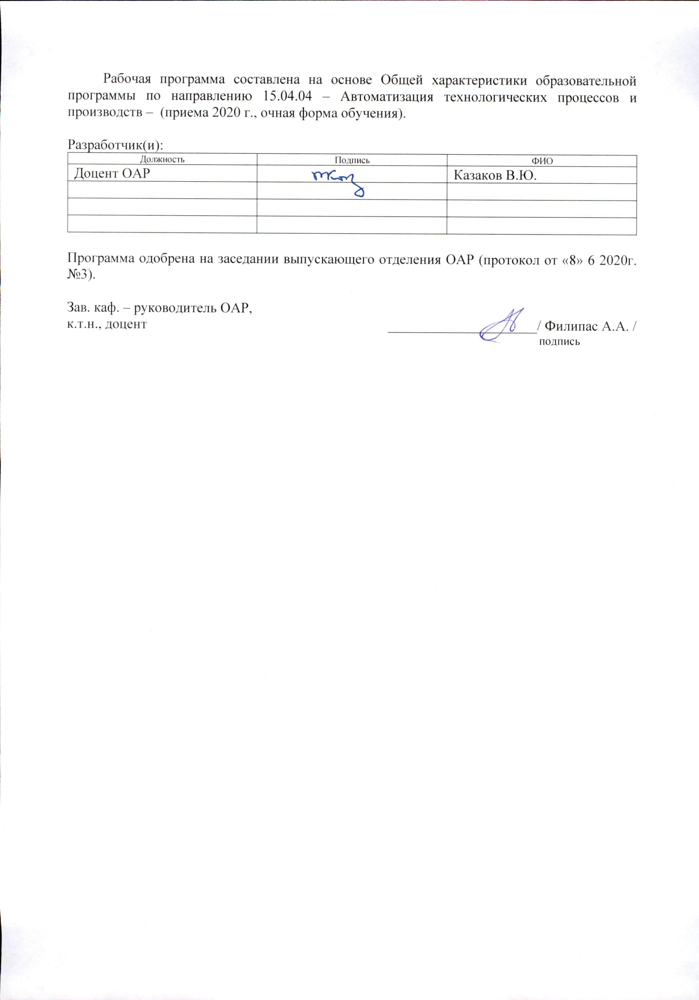 Рабочая программа составлена на основе Общей характеристики образовательной
программы по направлению 15.04.04 – Автоматизация технологических процессов и
производств – (приема 2020 г., очная форма обучения).
Разработчик(и):
Должность Подпись ФИО
Доцент ОАР Казаков В.Ю.
Программа одобрена на заседании выпускающего отделения ОАР (протокол от «8» 6 2020г.
№3).
Зав. каф. – руководитель ОАР,
к.т.н., доцент / Филипас А.А. /
подпись